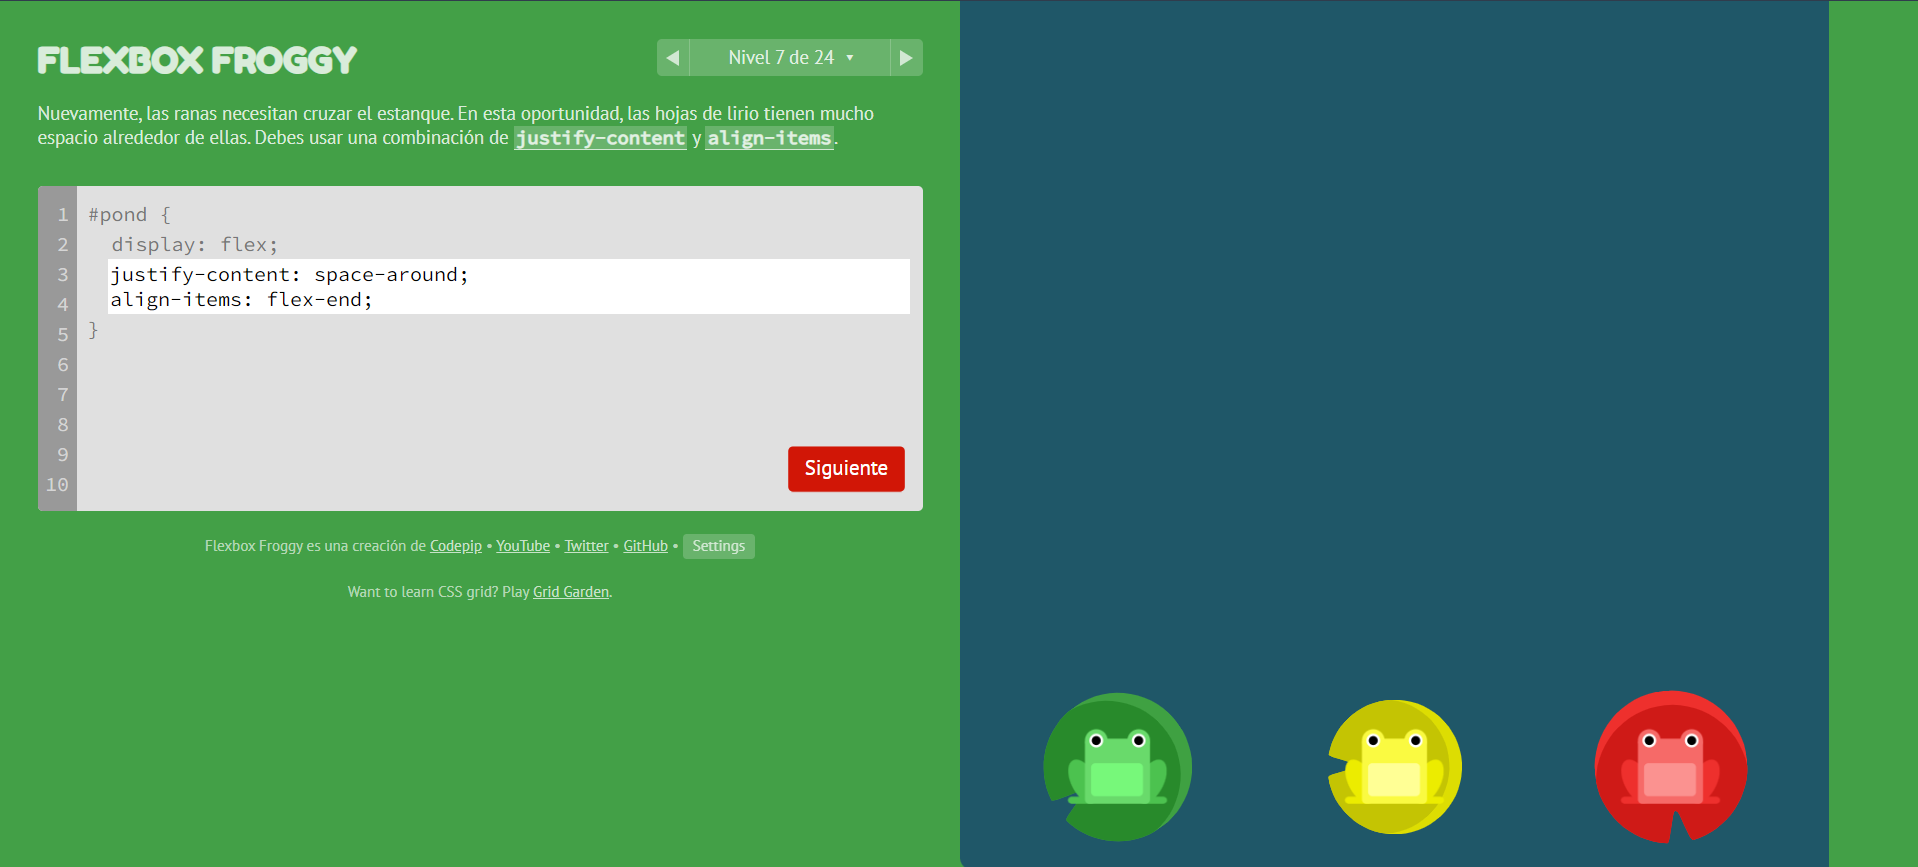 FLEXBOX FROGGY
◀ Nivel 7 de 24 ▾ ▶
Nuevamente, las ranas necesitan cruzar el estanque. En esta oportunidad, las hojas de lirio tienen mucho
espacio alrededor de ellas. Debes usar una combinación de justify-content y align-items.
1 #pond {
2 display: flex;
3 justify-content: space-around;
4 align-items: flex-end;
5 }
6
7
8
9
10
Siguiente
Flexbox Froggy es una creación de Codepip • YouTube • Twitter • GitHub • Settings
Want to learn CSS grid? Play Grid Garden.